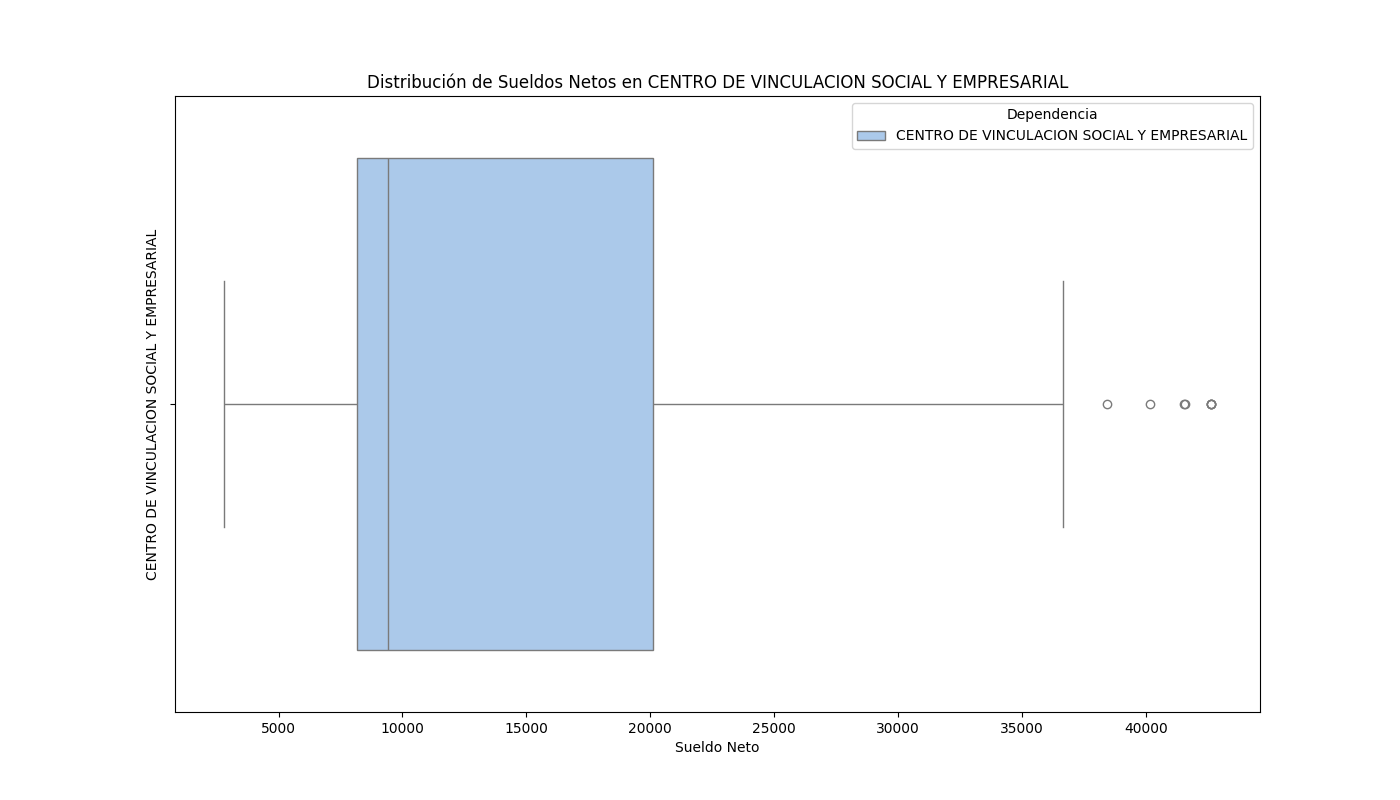 Distribución de Sueldos Netos en CENTRO DE VINCULACION SOCIAL Y EMPRESARIAL
Dependencia
CENTRO DE VINCULACION SOCIAL Y EMPRESARIAL
CENTRO DE VINCULACION SOCIAL Y EMPRESARIAL
5000 10000 15000 20000 25000 30000 35000 40000
Sueldo Neto